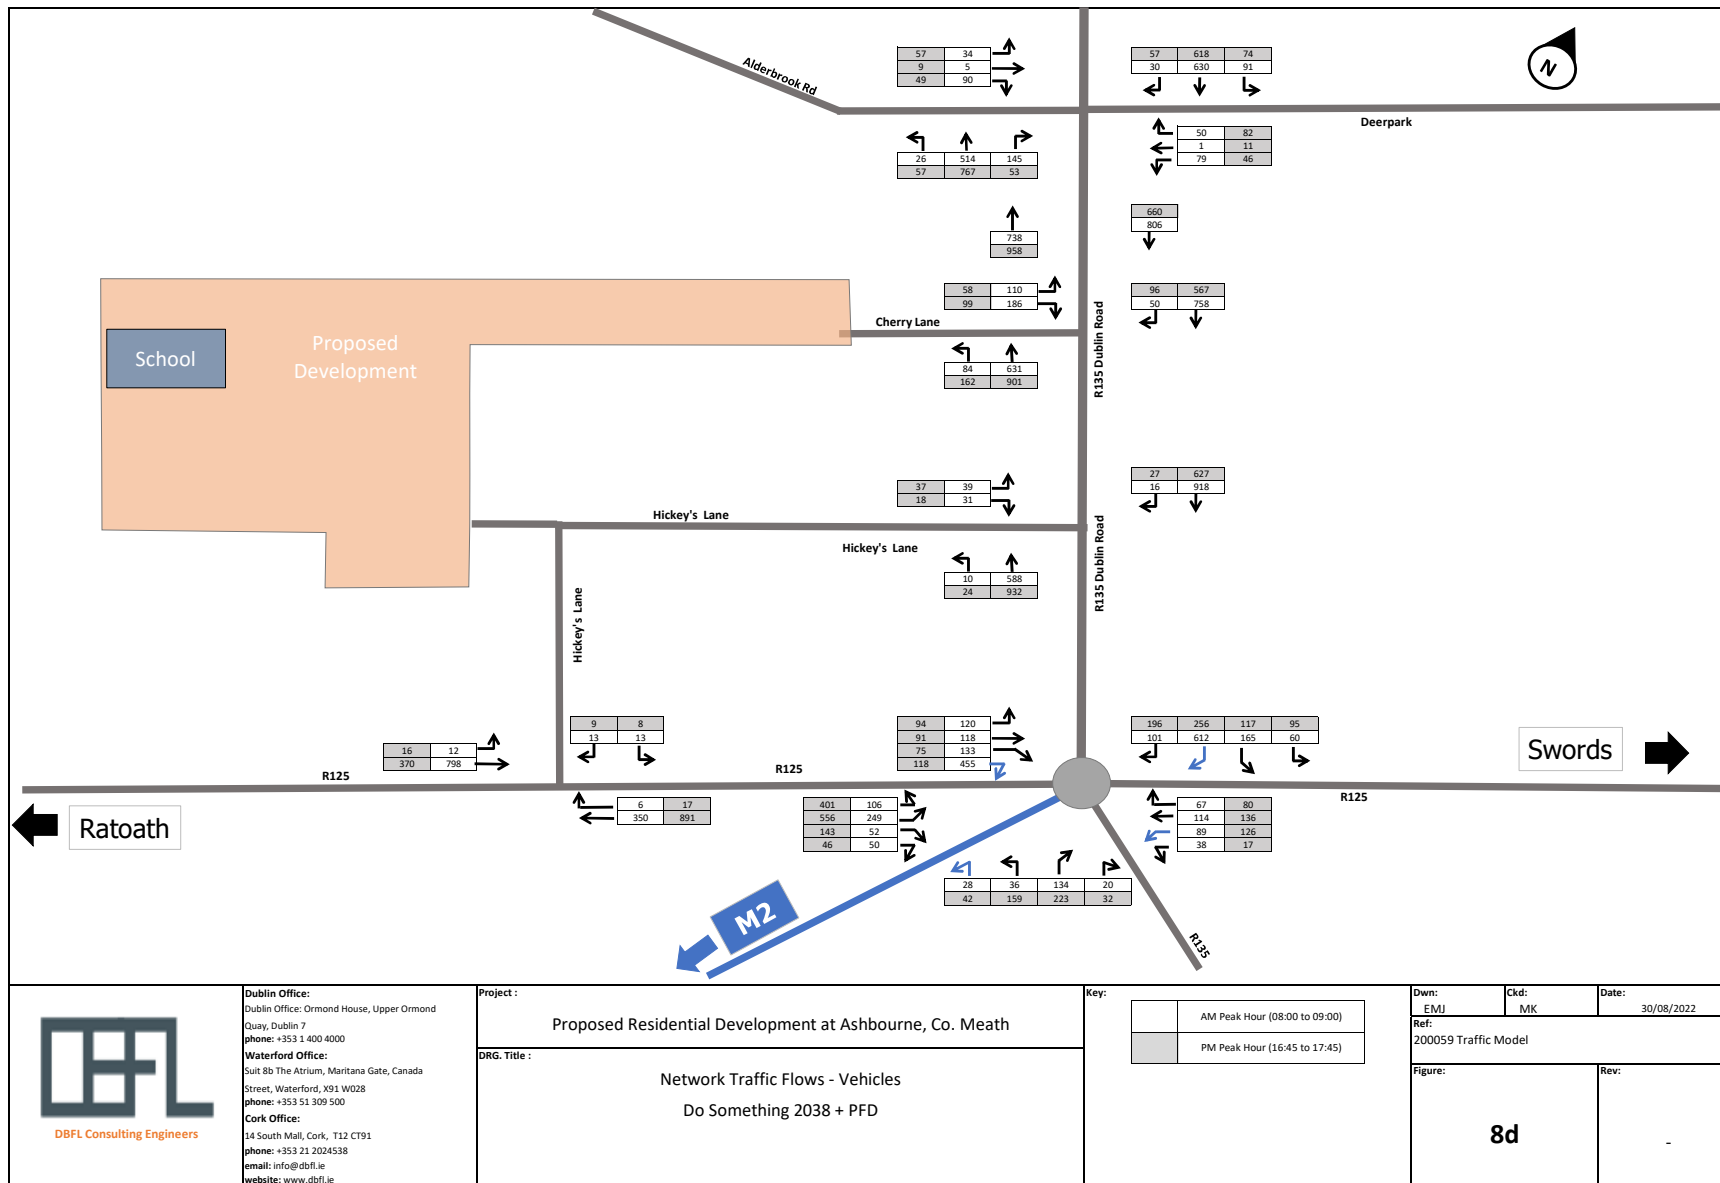 Alderbrook Rd
57 34
9 5
49 90
57 618 74
30 630 91
N
Deerpark
26 514 145
57 767 53
50 82
1 11
79 46
738
958
660
806
School
Proposed
Development
58 110
99 186
Cherry Lane
84 631
162 901
96 567
50 758
R135 Dublin Road
37 39
18 31
Hickey's Lane
Hickey's Lane
10 588
24 932
27 627
16 918
R135 Dublin Road
Hickey's Lane
16 12
370 798
9 8
13 13
94 120
91 118
75 133
118 455
196 256 117 95
101 612 165 60
Swords
R125
R125
R125
Ratoath
6 17
350 891
401 106
556 249
143 52
46 50
67 80
114 136
89 126
38 17
28 36 134 20
42 159 223 32
M2
R135
DBFL
DBFL Consulting Engineers
Dublin Office:
Dublin Office: Ormond House, Upper Ormond
Quay, Dublin 7
phone: +353 1 400 4000
Waterford Office:
Suit 8b The Atrium, Maritana Gate, Canada
Street, Waterford, X91 W028
phone: +353 51 309 500
Cork Office:
14 South Mall, Cork, T12 CT91
phone: +353 21 2024538
email: info@dbfl.ie
website: www.dbfl.ie
Project :
Proposed Residential Development at Ashbourne, Co. Meath
DRG. Title :
Network Traffic Flows - Vehicles
Do Something 2038 + PFD
Key:
AM Peak Hour (08:00 to 09:00)
PM Peak Hour (16:45 to 17:45)
Dwn: Ckd: Date:
EMJ MK 30/08/2022
Ref:
200059 Traffic Model
Figure: Rev:
8d -